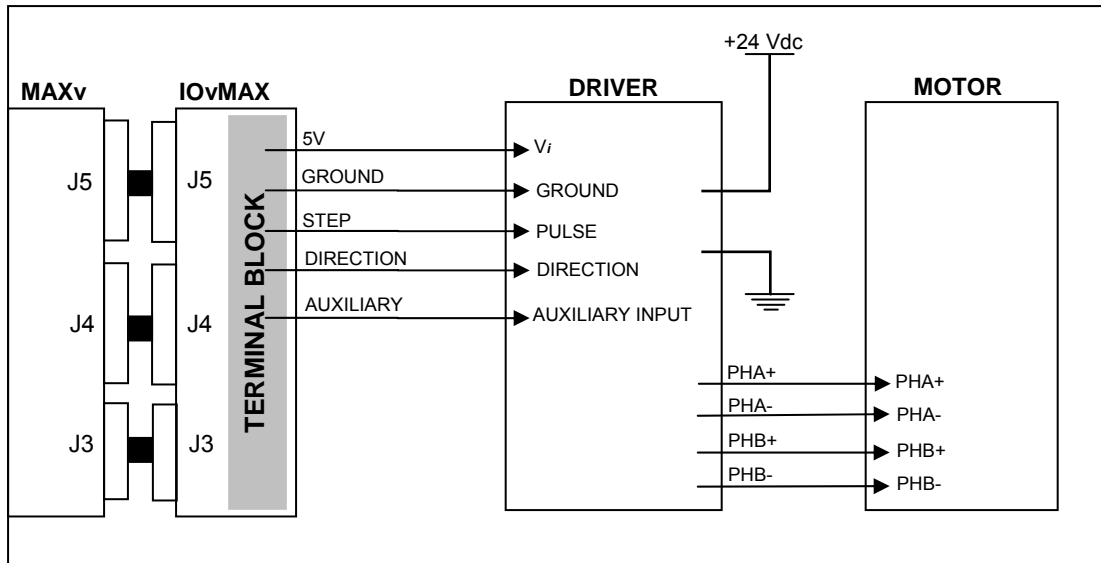 +24 Vdc
MAXv
IOvMAX
DRIVER
MOTOR
J5
J5
J4
J4
J3
J3
TERMINAL BLOCK
5V
GROUND
STEP
DIRECTION
AUXILIARY
Vi
GROUND
PULSE
DIRECTION
AUXILIARY INPUT
PHA+
PHA-
PHB+
PHB-
PHA+
PHA-
PHB+
PHB-